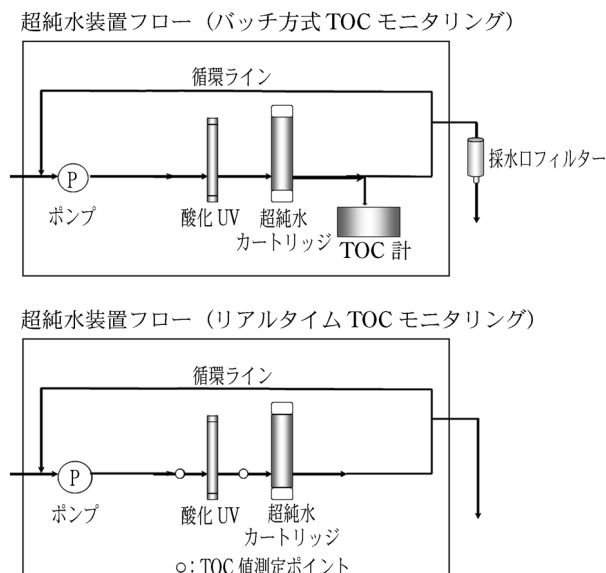 超純水装置フロー（バッチ方式 TOC モニタリング）
循環ライン
P
ポンプ
酸化 UV
超純水
カートリッジ
TOC 計
採水口フィルター
超純水装置フロー（リアルタイム TOC モニタリング）
循環ライン
P
ポンプ
酸化 UV
超純水
カートリッジ
○：TOC 値測定ポイント